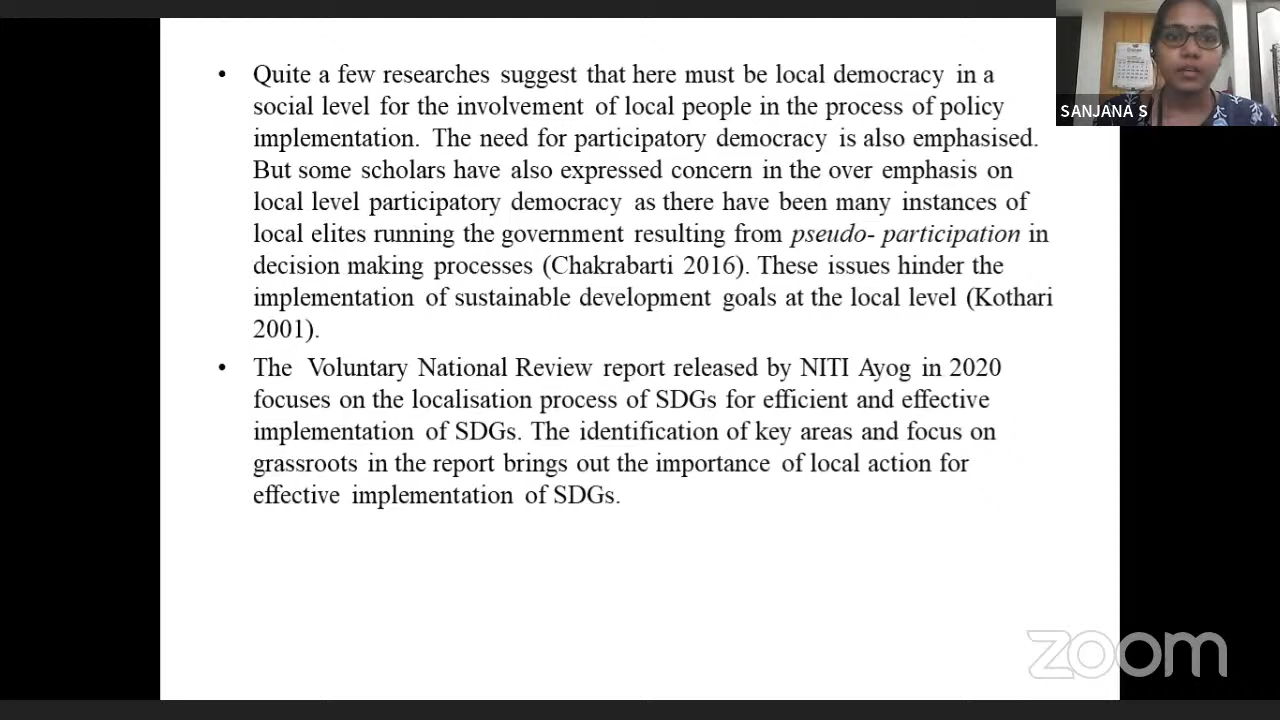 • Quite a few researches suggest that here must be local democracy in a
social level for the involvement of local people in the process of policy
implementation. The need for participatory democracy is also emphasised.
But some scholars have also expressed concern in the over emphasis on
local level participatory democracy as there have been many instances of
local elites running the government resulting from pseudo- participation in
decision making processes (Chakrabarti 2016). These issues hinder the
implementation of sustainable development goals at the local level (Kothari
2001).
• The Voluntary National Review report released by NITI Ayog in 2020
focuses on the localisation process of SDGs for efficient and effective
implementation of SDGs. The identification of key areas and focus on
grassroots in the report brings out the importance of local action for
effective implementation of SDGs.
SANJANA S
zoom